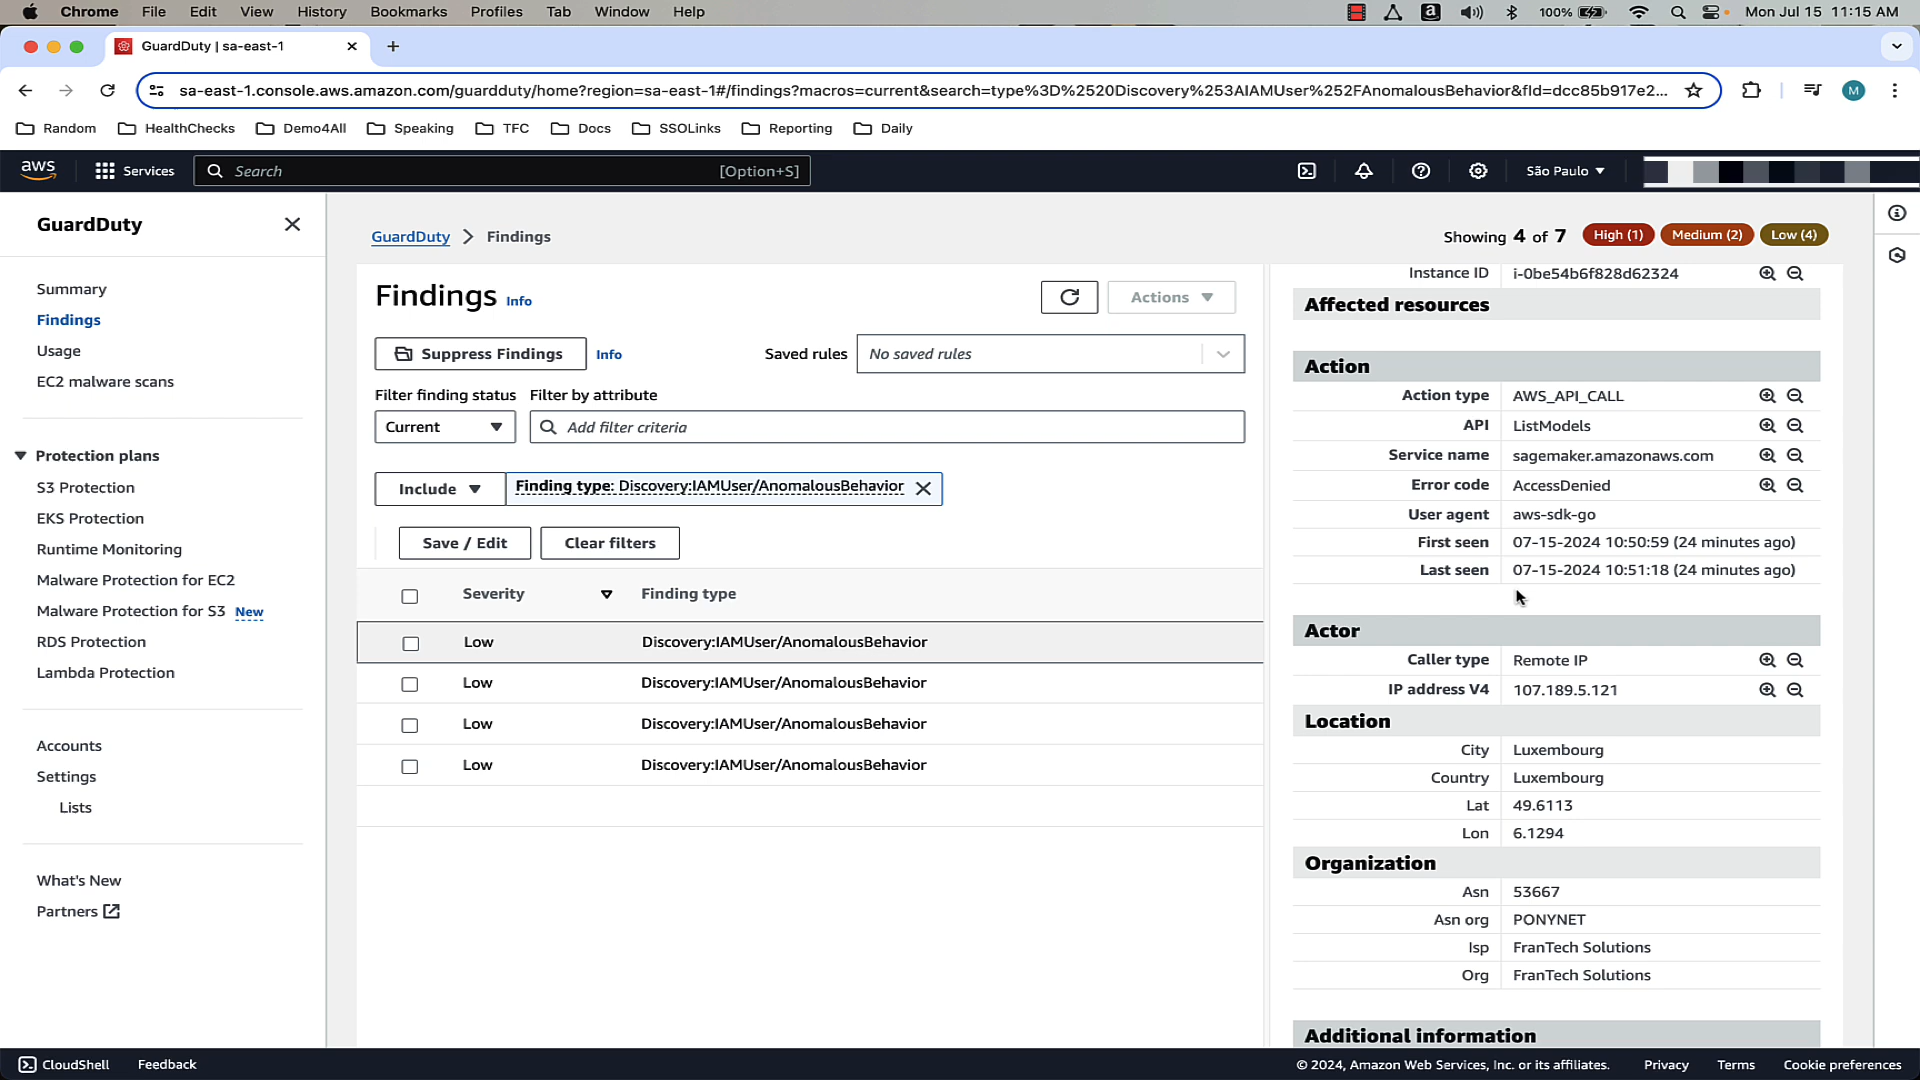 Chrome File Edit View History Bookmarks Profiles Tab Window Help 100% Mon Jul 15 11:15 AM
GuardDuty | sa-east-1
sa-east-1.console.aws.amazon.com/guardduty/home?region=sa-east-1#/findings?macros=current&search=type%3D%2520Discovery%253AIAMUser%252FAnomalousBehavior&fId=dcc85b917e2...
M
Random HealthChecks Demo4All Speaking TFC Docs SSOLinks Reporting Daily
aws Services Search [Option+S] São Paulo
GuardDuty
Summary
Findings
Usage
EC2 malware scans
Protection plans
S3 Protection
EKS Protection
Runtime Monitoring
Malware Protection for EC2
Malware Protection for S3 New
RDS Protection
Lambda Protection
Accounts
Settings
Lists
What's New
Partners
GuardDuty > Findings
Showing 4 of 7 High (1) Medium (2) Low (4)
Findings Info
Actions
Suppress Findings Info
Saved rules No saved rules
Filter finding status Filter by attribute
Current Add filter criteria
Include Finding type: Discovery:IAMUser/AnomalousBehavior
Save / Edit Clear filters
Severity Finding type
Low Discovery:IAMUser/AnomalousBehavior
Low Discovery:IAMUser/AnomalousBehavior
Low Discovery:IAMUser/AnomalousBehavior
Low Discovery:IAMUser/AnomalousBehavior
Instance ID i-0be54b6f828d62324
Affected resources
Action
Action type AWS_API_CALL
API ListModels
Service name sagemaker.amazonaws.com
Error code AccessDenied
User agent aws-sdk-go
First seen 07-15-2024 10:50:59 (24 minutes ago)
Last seen 07-15-2024 10:51:18 (24 minutes ago)
Actor
Caller type Remote IP
IP address V4 107.189.5.121
Location
City Luxembourg
Country Luxembourg
Lat 49.6113
Lon 6.1294
Organization
Asn 53667
Asn org PONYNET
Isp FranTech Solutions
Org FranTech Solutions
Additional information
CloudShell Feedback © 2024, Amazon Web Services, Inc. or its affiliates. Privacy Terms Cookie preferences